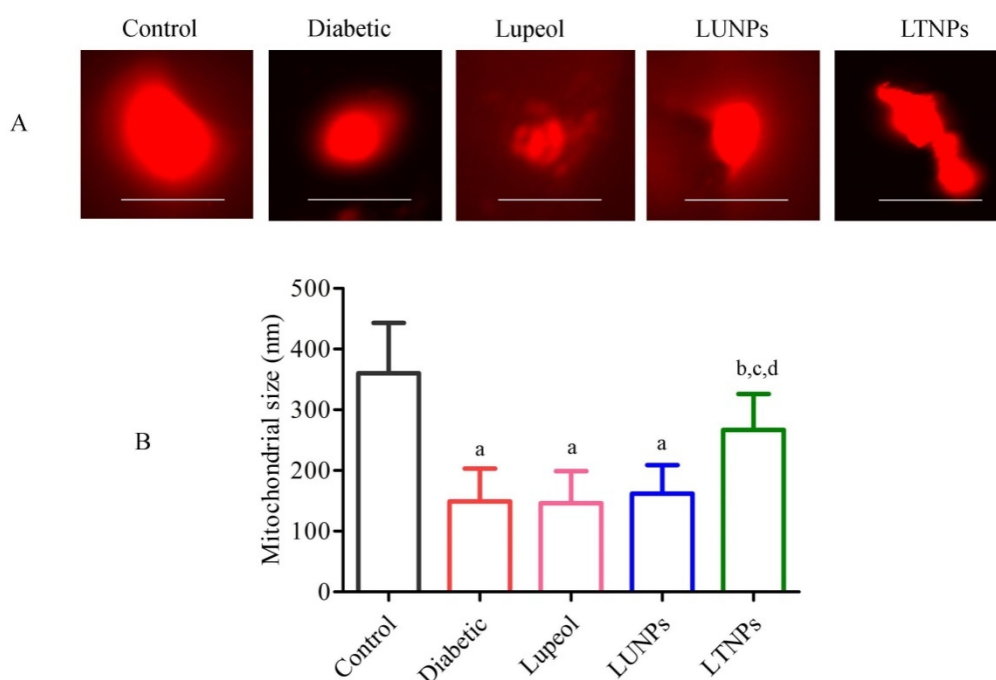 Control Diabetic Lupeol LUNPs LTNPs
A
B
Mitochondrial size (nm)
500
400
300
200
100
0
a
a
a
b,c,d
Control
Diabetic
Lupeol
LUNPs
LTNPs